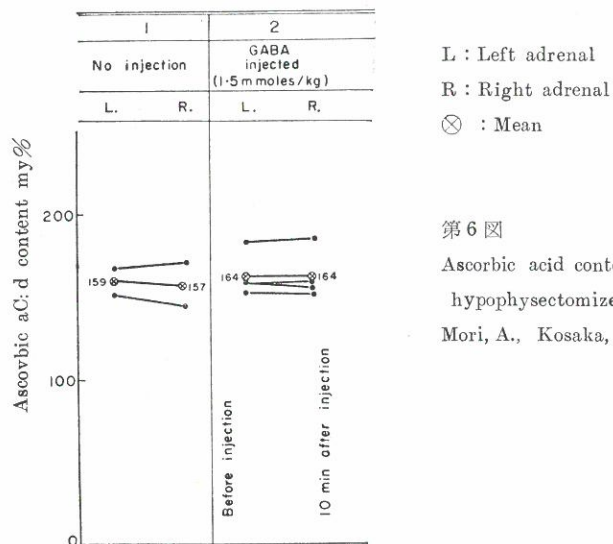 1 2
No injection
GABA
injected
(1·5 m moles/kg)
L. R. L. R.
Ascovbic aC:d content my%
200
100
0
159 157
164 164
Before injection
10 min after injection
L : Left adrenal
R : Right adrenal
⊗ : Mean
第6図
Ascorbic acid conte
hypophysectomize
Mori, A., Kosaka,